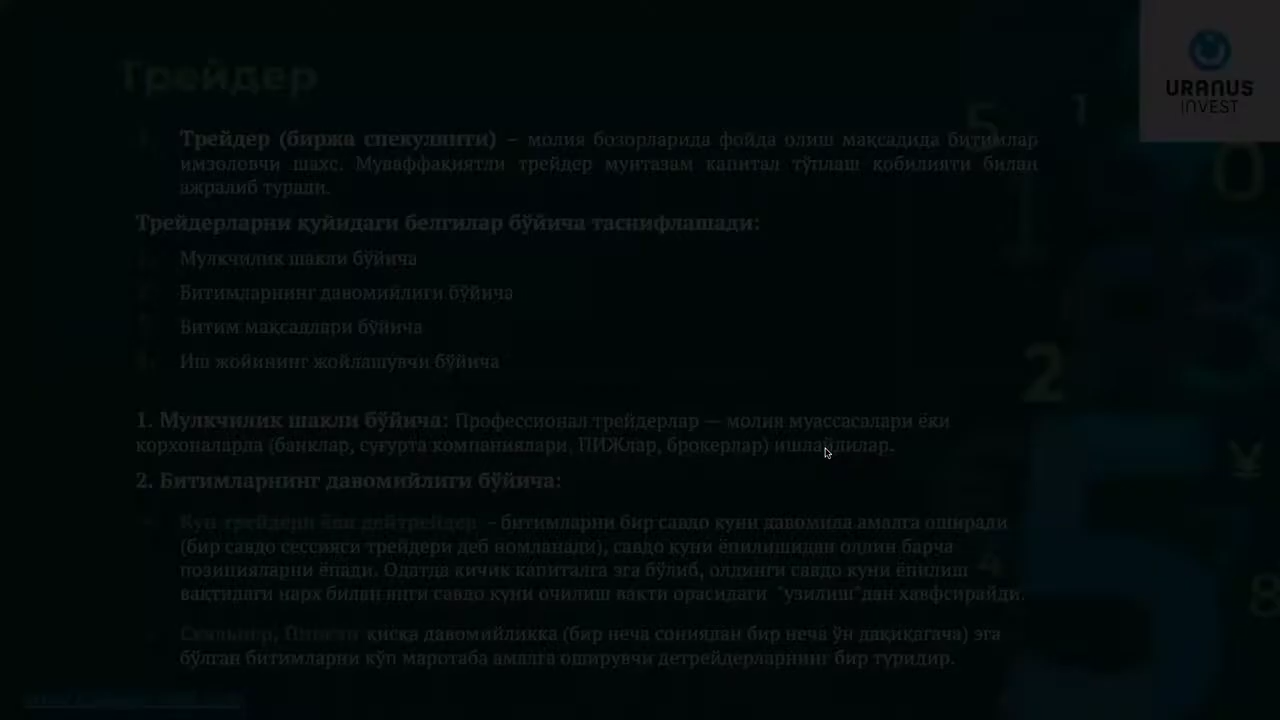 Трейдер
URANUS
INVEST
Трейдер (биржа спекулянти) – молия бозорларида фойда олиш мақсадида битимлар
имзоловчи шахс. Муваффақиятли трейдер мунтазам капитал тўплаш қобилияти билан
ажралиб туради.
Трейдерларни қуйидаги белгилар бўйича таснифлашади:
Мулкчилик шакли бўйича
Битимларнинг давомийлиги бўйича
Битим мақсадлари бўйича
Иш жойининг жойлашувчи бўйича
1. Мулкчилик шакли бўйича: Профессионал трейдерлар — молия муассасалари ёки
корхоналарда (банклар, суғурта компаниялари, ПИЖлар, брокерлар) ишлайдилар.
2. Битимларнинг давомийлиги бўйича:
Кун трейдери ёки дейтрейдер – битимларни бир савдо куни давомида амалга оширади
(бир савдо сессияси трейдери деб номланади), савдо куни ёпилишидан олдин барча
позицияларни ёпади. Одатда кичик капиталга эга бўлиб, олдинги савдо куни ёпилиш
вақтидаги нарх билан янги савдо куни очилиш вақти орасидаги "узилиш"дан хавфсирайди.
қисқа давомийликка (бир неча сониядан бир неча ўн дақиқагача) эга
бўлган битимларни кўп маротаба амалга оширувчи детрейдерларнинг бир туридир.